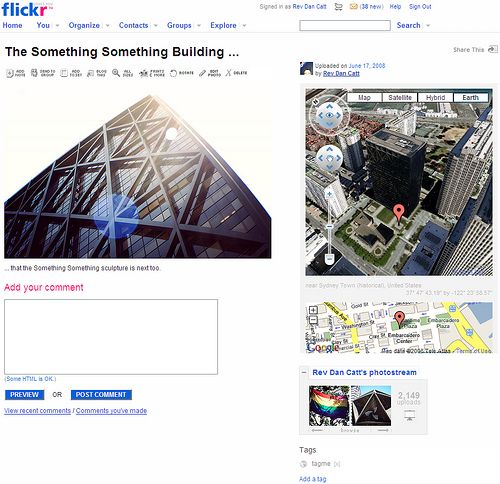 flickr
Signed in as Rev Dan Catt (38 new) Help Sign Out
Home You Organize Contacts Groups Explore Search
Share This
The Something Something Building ...
Uploaded on June 17, 2008
by Rev Dan Catt
ADD NOTE SEND TO GROUP ADD TO SET BLOG THIS ALL SIZES PRINTS & MORE ROTATE EDIT PHOTO DELETE
Map Satellite Hybrid Earth
... that the Something Something sculpture is next too.
near Sydney Town (historical), United States
Add your comment
Gold St
Washington St
Embarcadero Plaza
Embarcadero Center
Google
Map data ©2008 Tele Atlas - Terms of Use
(Some HTML is OK.)
PREVIEW OR POST COMMENT
View recent comments / Comments you've made
Rev Dan Catt's photostream
2,149
uploads
browse
Tags
tagme [x]
Add a tag